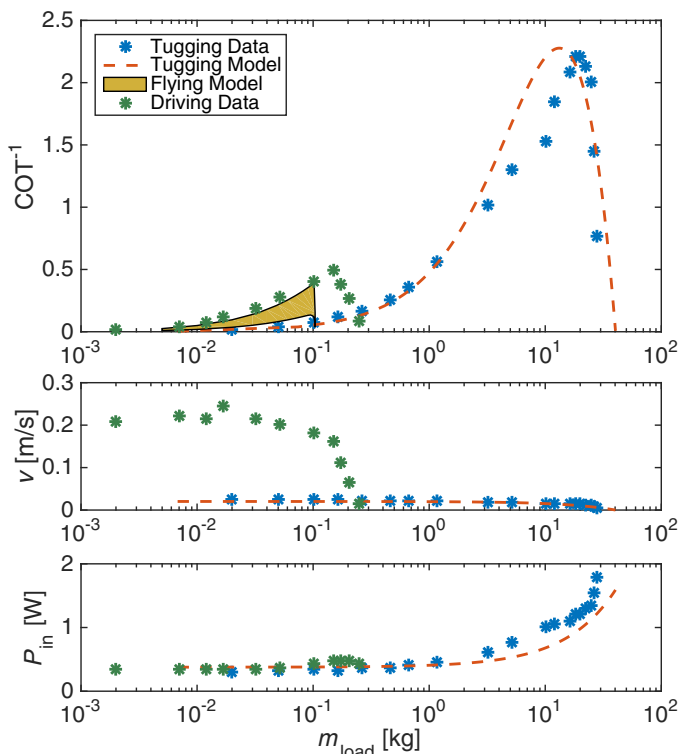 2.5
2
1.5
1
0.5
0
COT⁻¹
Tugging Data
Tugging Model
Flying Model
Driving Data
10⁻³ 10⁻² 10⁻¹ 10⁰ 10¹ 10²
0.3
0.2
0.1
0
v [m/s]
10⁻³ 10⁻² 10⁻¹ 10⁰ 10¹ 10²
2
1
0
P_in [W]
10⁻³ 10⁻² 10⁻¹ 10⁰ 10¹ 10²
m_load [kg]